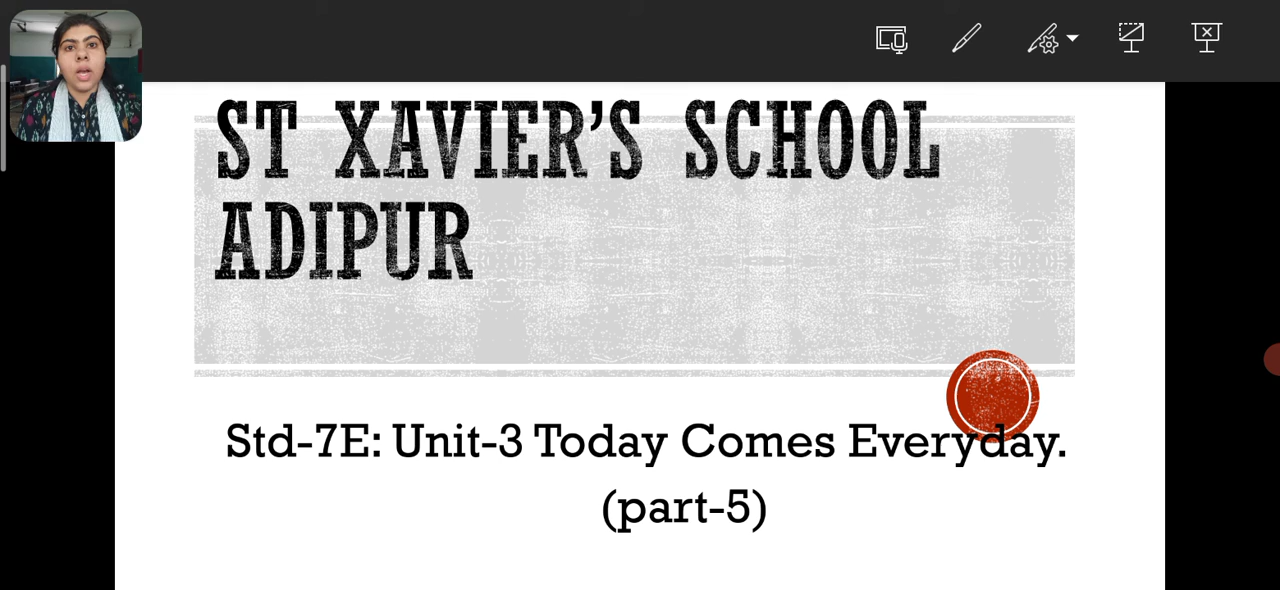 ST XAVIER’S SCHOOL
ADIPUR
Std-7E: Unit-3 Today Comes Everyday.
(part-5)